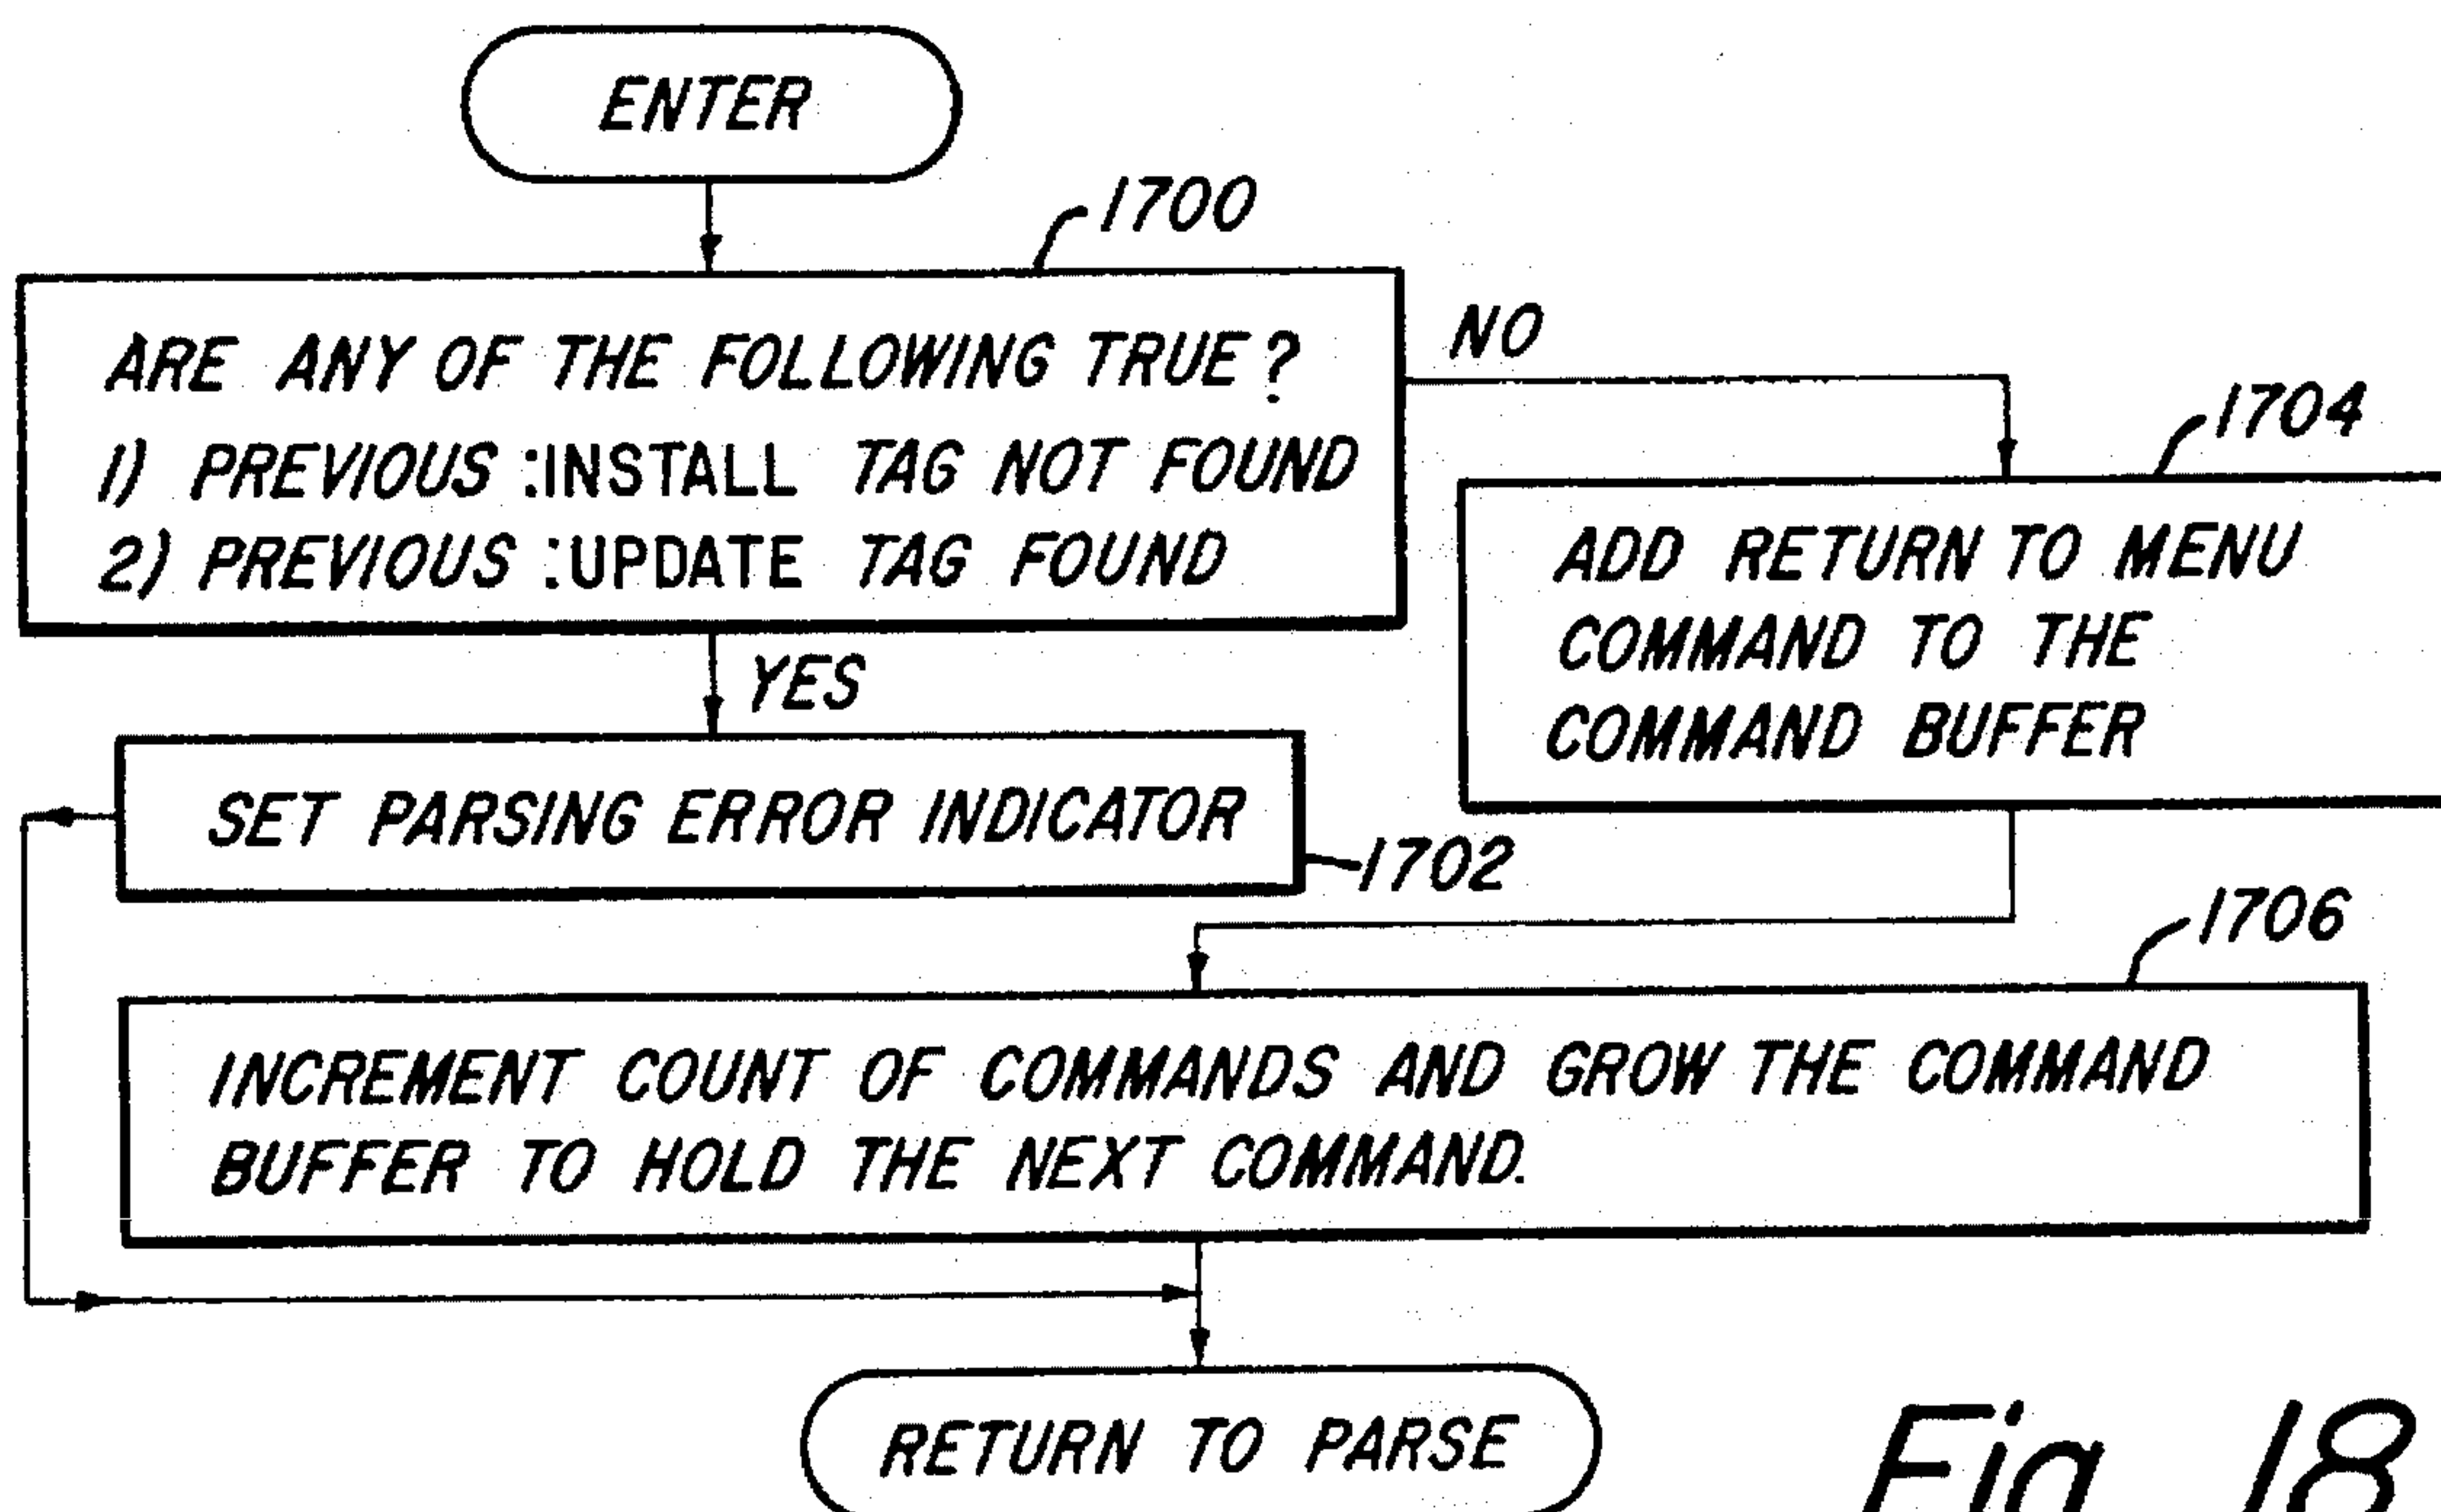 ENTER
1700
ARE ANY OF THE FOLLOWING TRUE?
1) PREVIOUS :INSTALL TAG NOT FOUND
2) PREVIOUS :UPDATE TAG FOUND
NO
1704
ADD RETURN TO MENU
COMMAND TO THE
COMMAND BUFFER
YES
SET PARSING ERROR INDICATOR
1702
1706
INCREMENT COUNT OF COMMANDS AND GROW THE COMMAND
BUFFER TO HOLD THE NEXT COMMAND.
RETURN TO PARSE
Fig 18